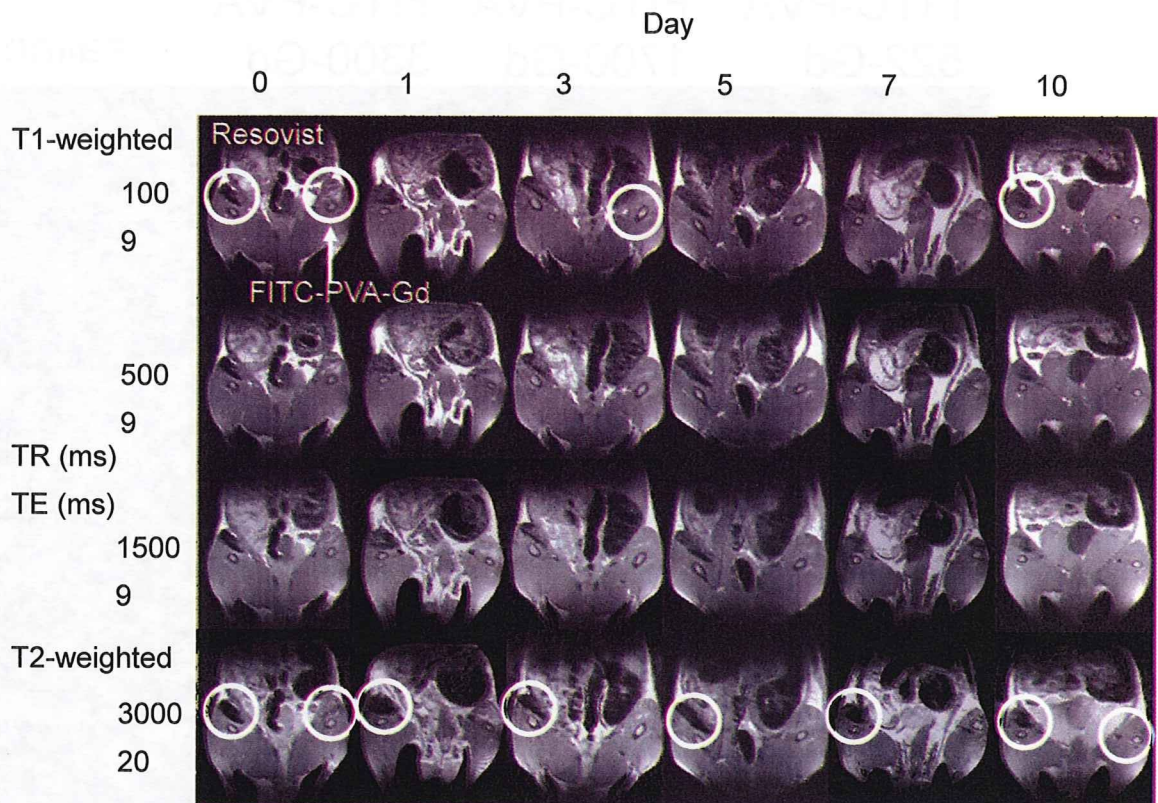 Day
0 1 3 5 7 10
T1-weighted
Resovist
100
9
FITC-PVA-Gd
500
9
TR (ms)
TE (ms)
1500
9
T2-weighted
3000
20